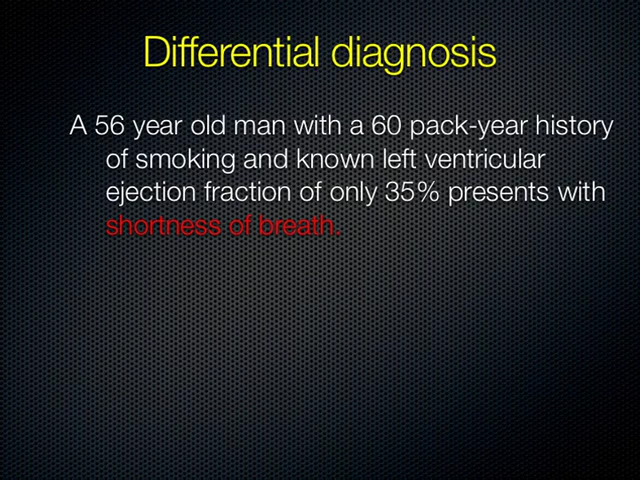 Differential diagnosis
A 56 year old man with a 60 pack-year history
of smoking and known left ventricular
ejection fraction of only 35% presents with
shortness of breath.